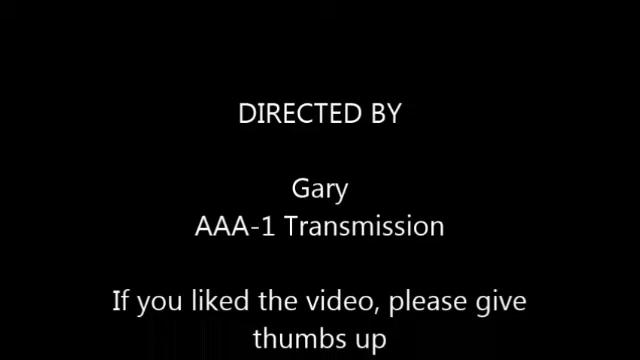 DIRECTED BY
Gary
AAA-1 Transmission
If you liked the video, please give
thumbs up